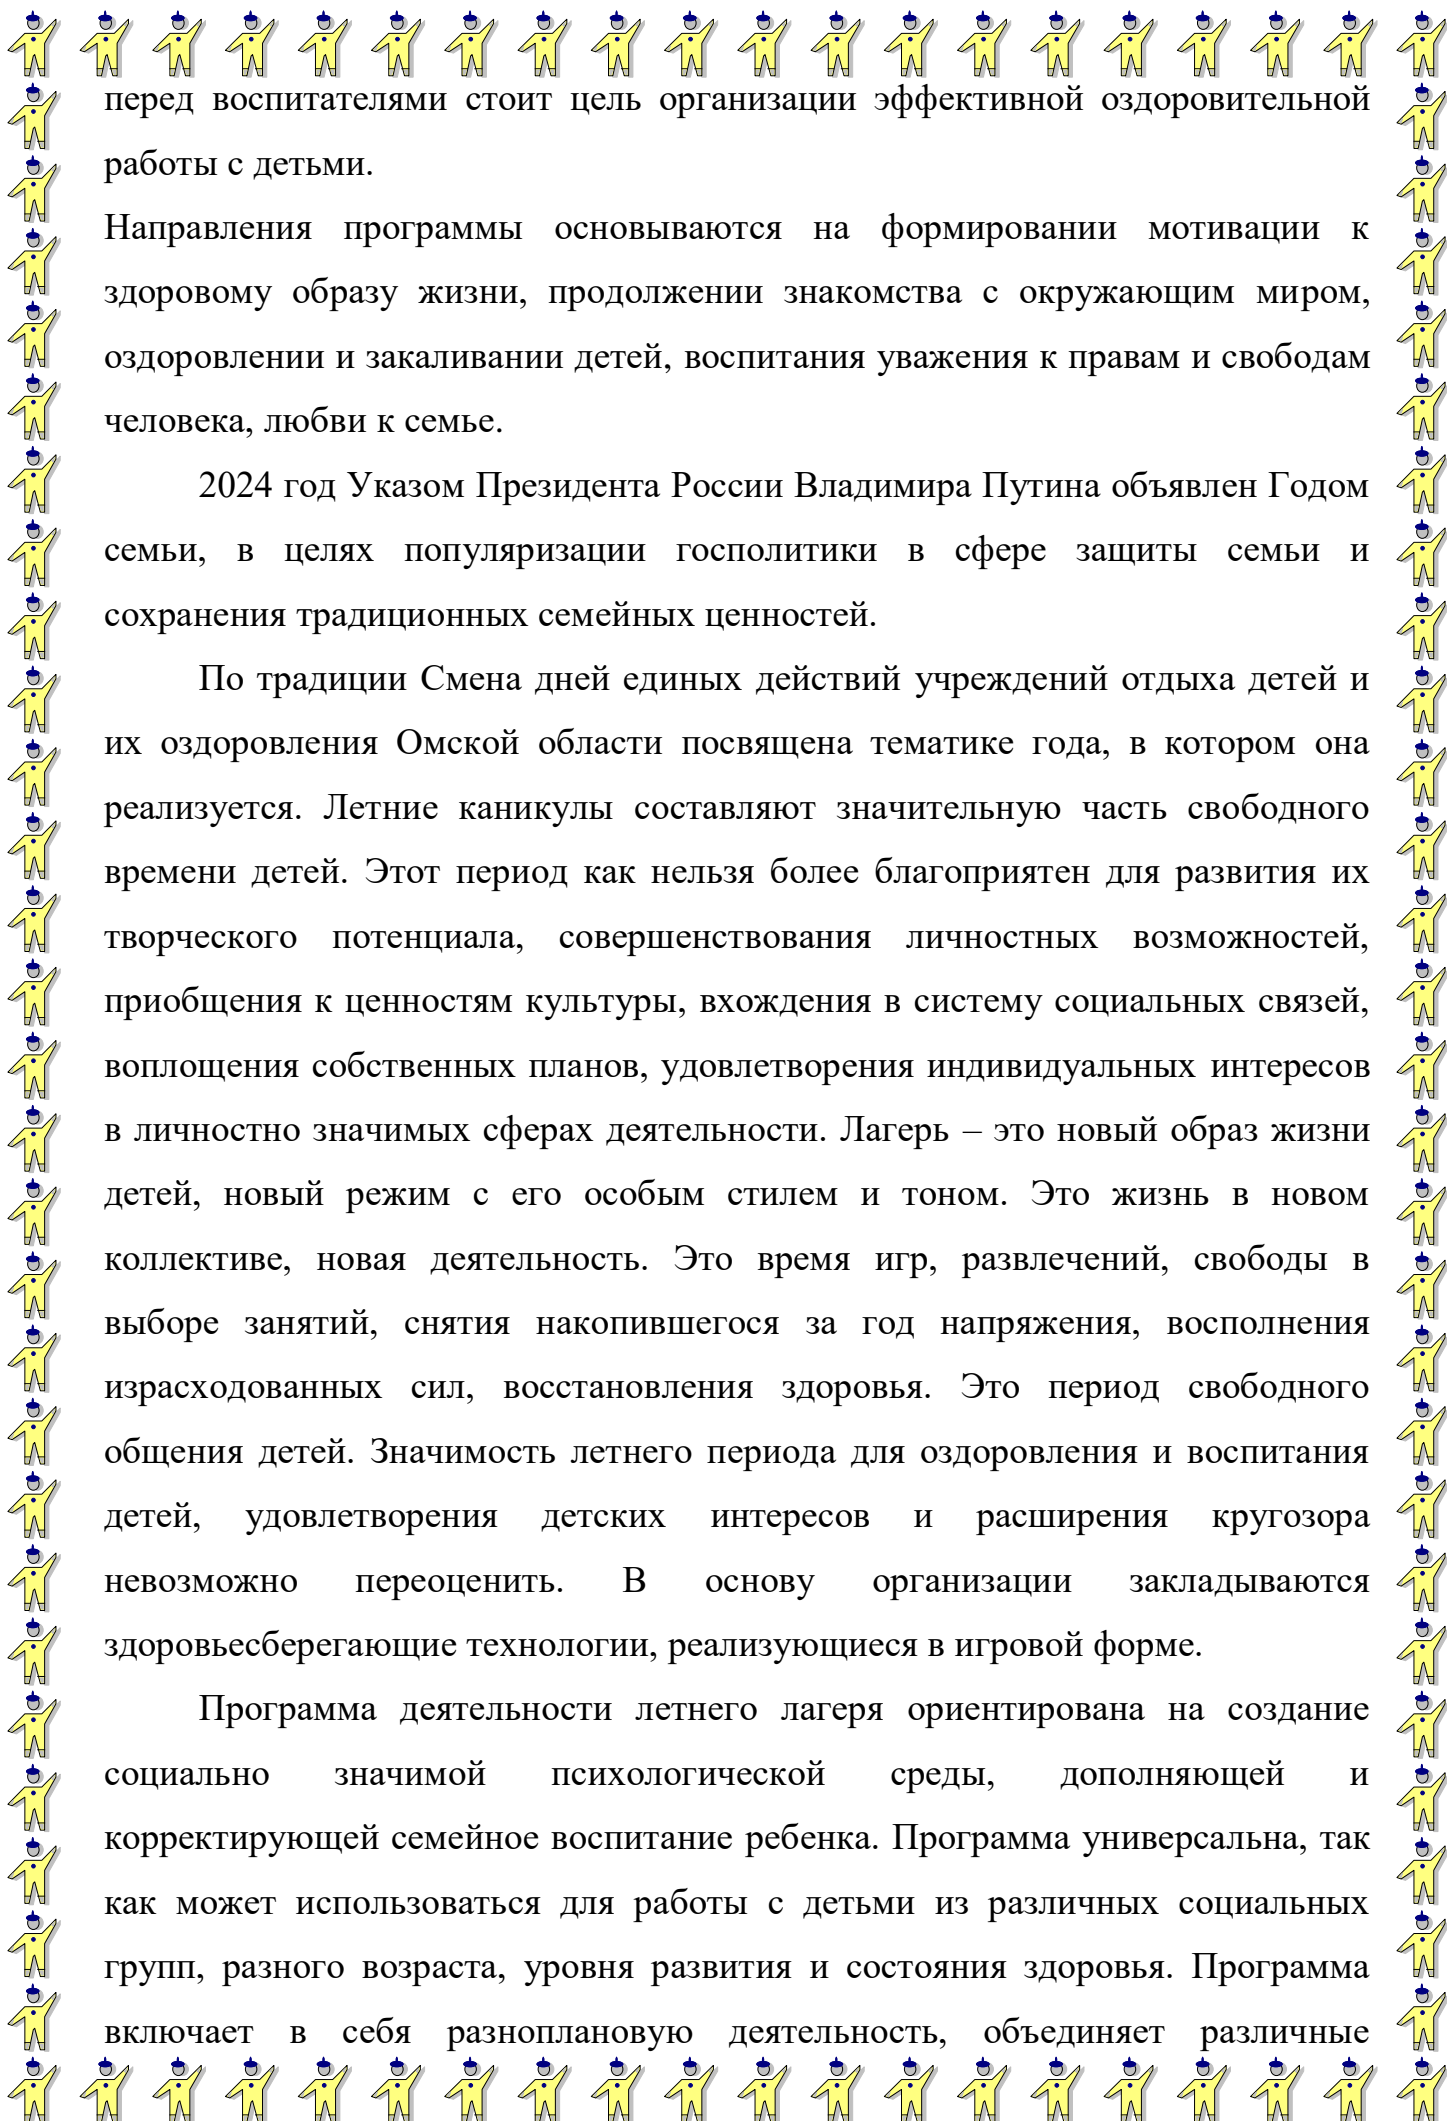 перед воспитателями стоит цель организации эффективной оздоровительной
работы с детьми.
Направления программы основываются на формировании мотивации к
здоровому образу жизни, продолжении знакомства с окружающим миром,
оздоровлении и закаливании детей, воспитания уважения к правам и свободам
человека, любви к семье.
2024 год Указом Президента России Владимира Путина объявлен Годом
семьи, в целях популяризации госполитики в сфере защиты семьи и
сохранения традиционных семейных ценностей.
По традиции Смена дней единых действий учреждений отдыха детей и
их оздоровления Омской области посвящена тематике года, в котором она
реализуется. Летние каникулы составляют значительную часть свободного
времени детей. Этот период как нельзя более благоприятен для развития их
творческого потенциала, совершенствования личностных возможностей,
приобщения к ценностям культуры, вхождения в систему социальных связей,
воплощения собственных планов, удовлетворения индивидуальных интересов
в личностно значимых сферах деятельности. Лагерь – это новый образ жизни
детей, новый режим с его особым стилем и тоном. Это жизнь в новом
коллективе, новая деятельность. Это время игр, развлечений, свободы в
выборе занятий, снятия накопившегося за год напряжения, восполнения
израсходованных сил, восстановления здоровья. Это период свободного
общения детей. Значимость летнего периода для оздоровления и воспитания
детей, удовлетворения детских интересов и расширения кругозора
невозможно переоценить. В основу организации закладываются
здоровьесберегающие технологии, реализующиеся в игровой форме.
Программа деятельности летнего лагеря ориентирована на создание
социально значимой психологической среды, дополняющей и
корректирующей семейное воспитание ребенка. Программа универсальна, так
как может использоваться для работы с детьми из различных социальных
групп, разного возраста, уровня развития и состояния здоровья. Программа
включает в себя разноплановую деятельность, объединяет различные